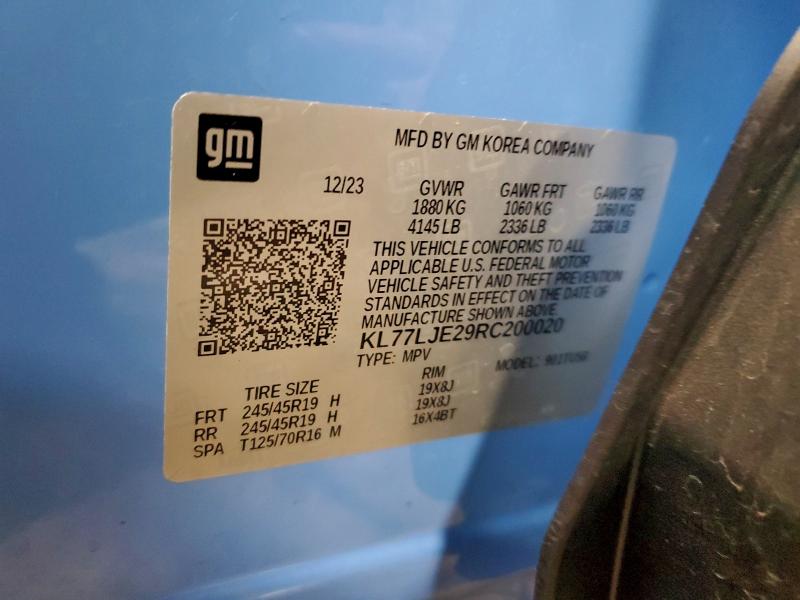 gm
MFD BY GM KOREA COMPANY
12/23 GVWR GAWR FRT GAWR RR
1880 KG 1060 KG 1060 KG
4145 LB 2336 LB 2336 LB
THIS VEHICLE CONFORMS TO ALL
APPLICABLE U.S. FEDERAL MOTOR
VEHICLE SAFETY AND THEFT PREVENTION
STANDARDS IN EFFECT ON THE DATE OF
MANUFACTURE SHOWN ABOVE
KL77LJE29RC200020
TYPE: MPV MODEL:
TIRE SIZE RIM
FRT 245/45R19 H 19X8J
RR 245/45R19 H 19X8J
SPA T125/70R16 M 16X4BT